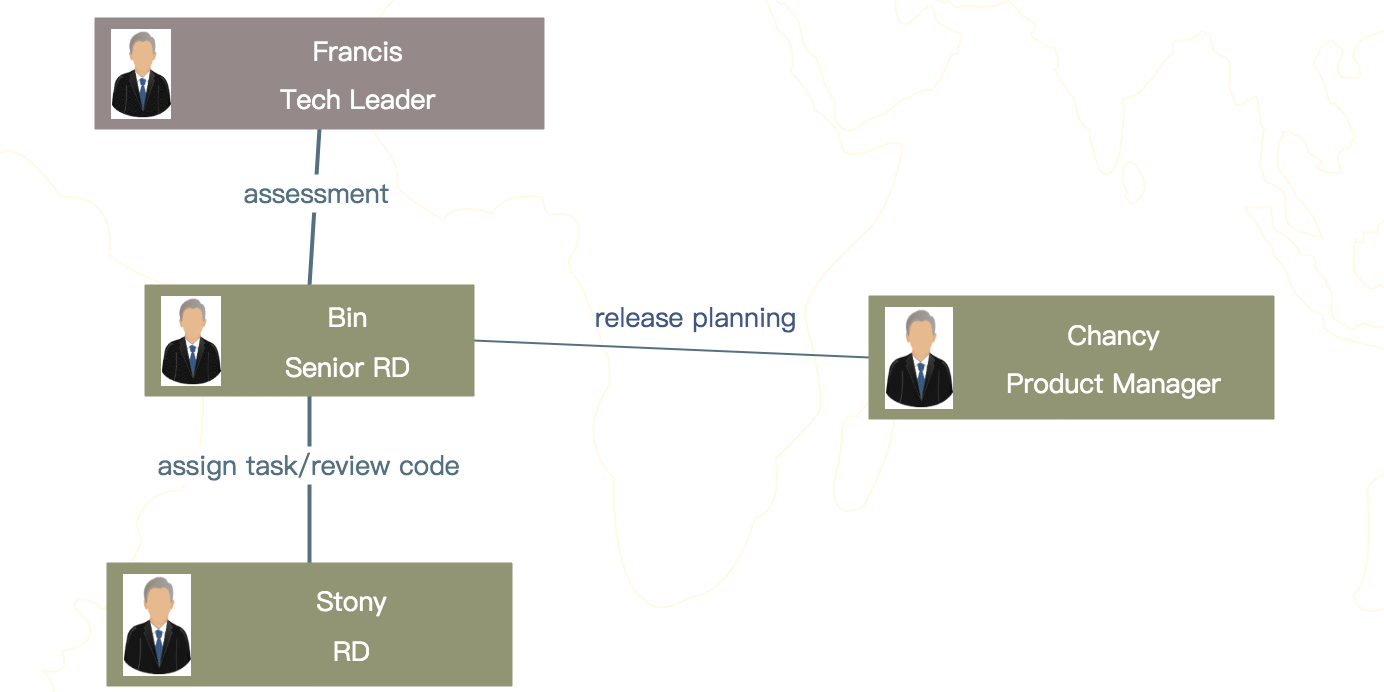 Francis
Tech Leader
assessment
Bin
Senior RD
release planning
Chancy
Product Manager
assign task/review code
Stony
RD